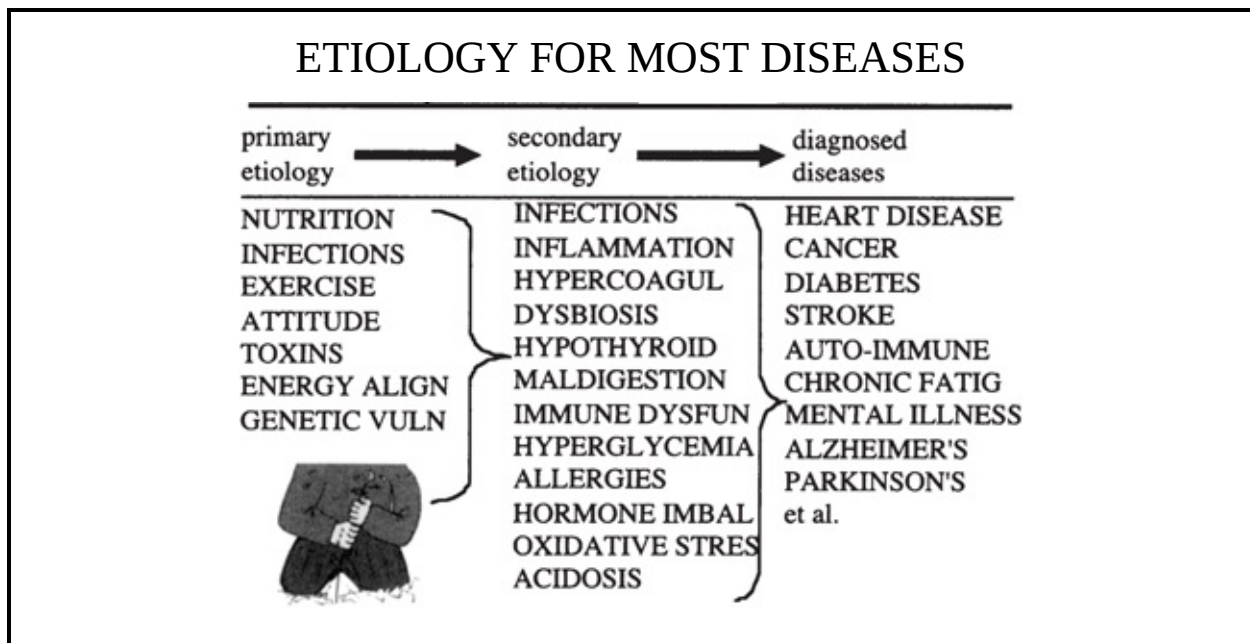 ETIOLOGY FOR MOST DISEASES
primary
etiology
secondary
etiology
diagnosed
diseases
NUTRITION
INFECTIONS
EXERCISE
ATTITUDE
TOXINS
ENERGY ALIGN
GENETIC VULN
INFECTIONS
INFLAMMATION
HYPERCOAGUL
DYSBIOSIS
HYPOTHYROID
MALDIGESTION
IMMUNE DYSFUN
HYPERGLYCEMIA
ALLERGIES
HORMONE IMBAL
OXIDATIVE STRES
ACIDOSIS
HEART DISEASE
CANCER
DIABETES
STROKE
AUTO-IMMUNE
CHRONIC FATIG
MENTAL ILLNESS
ALZHEIMER'S
PARKINSON'S
et al.